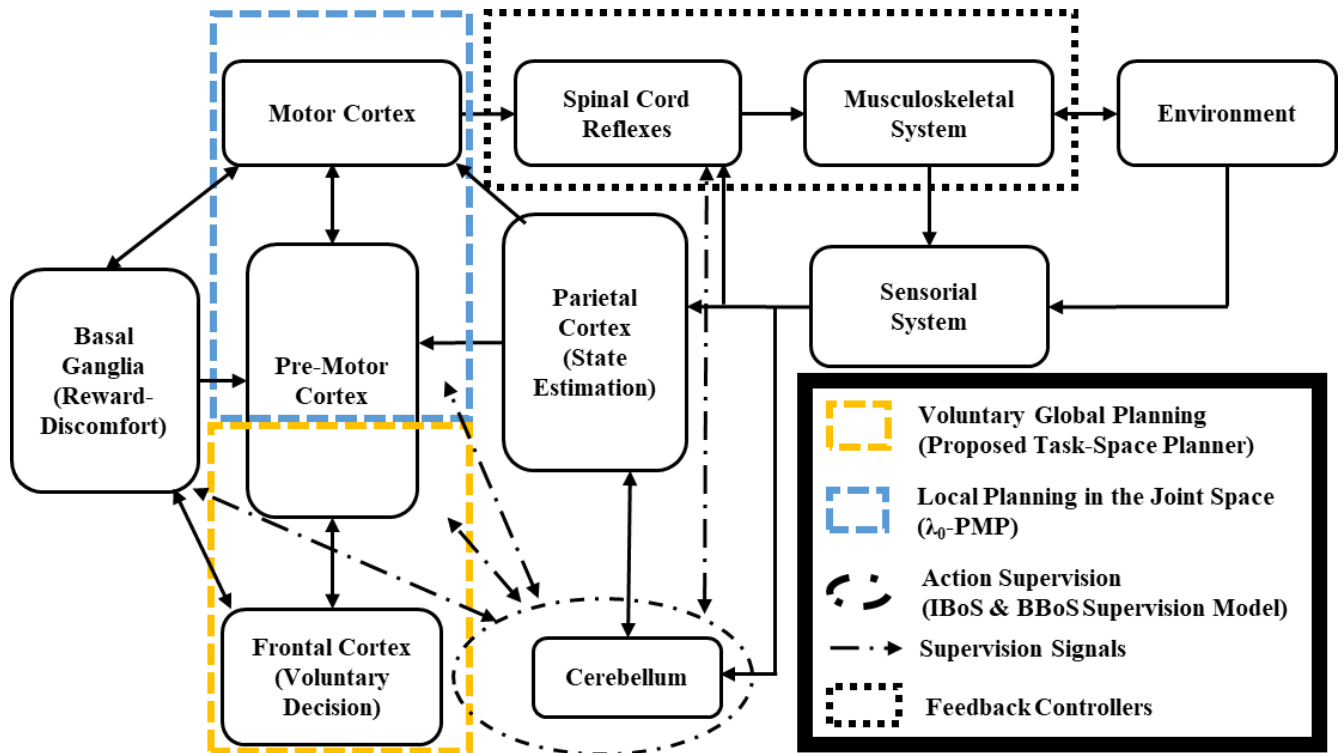 Motor Cortex
Spinal Cord
Reflexes
Musculoskeletal
System
Environment
Basal
Ganglia
(Reward-
Discomfort)
Pre-Motor
Cortex
Parietal
Cortex
(State
Estimation)
Sensorial
System
Frontal Cortex
(Voluntary
Decision)
Cerebellum
Voluntary Global Planning
(Proposed Task-Space Planner)
Local Planning in the Joint Space
(λ₀-PMP)
Action Supervision
(IBoS & BBoS Supervision Model)
Supervision Signals
Feedback Controllers